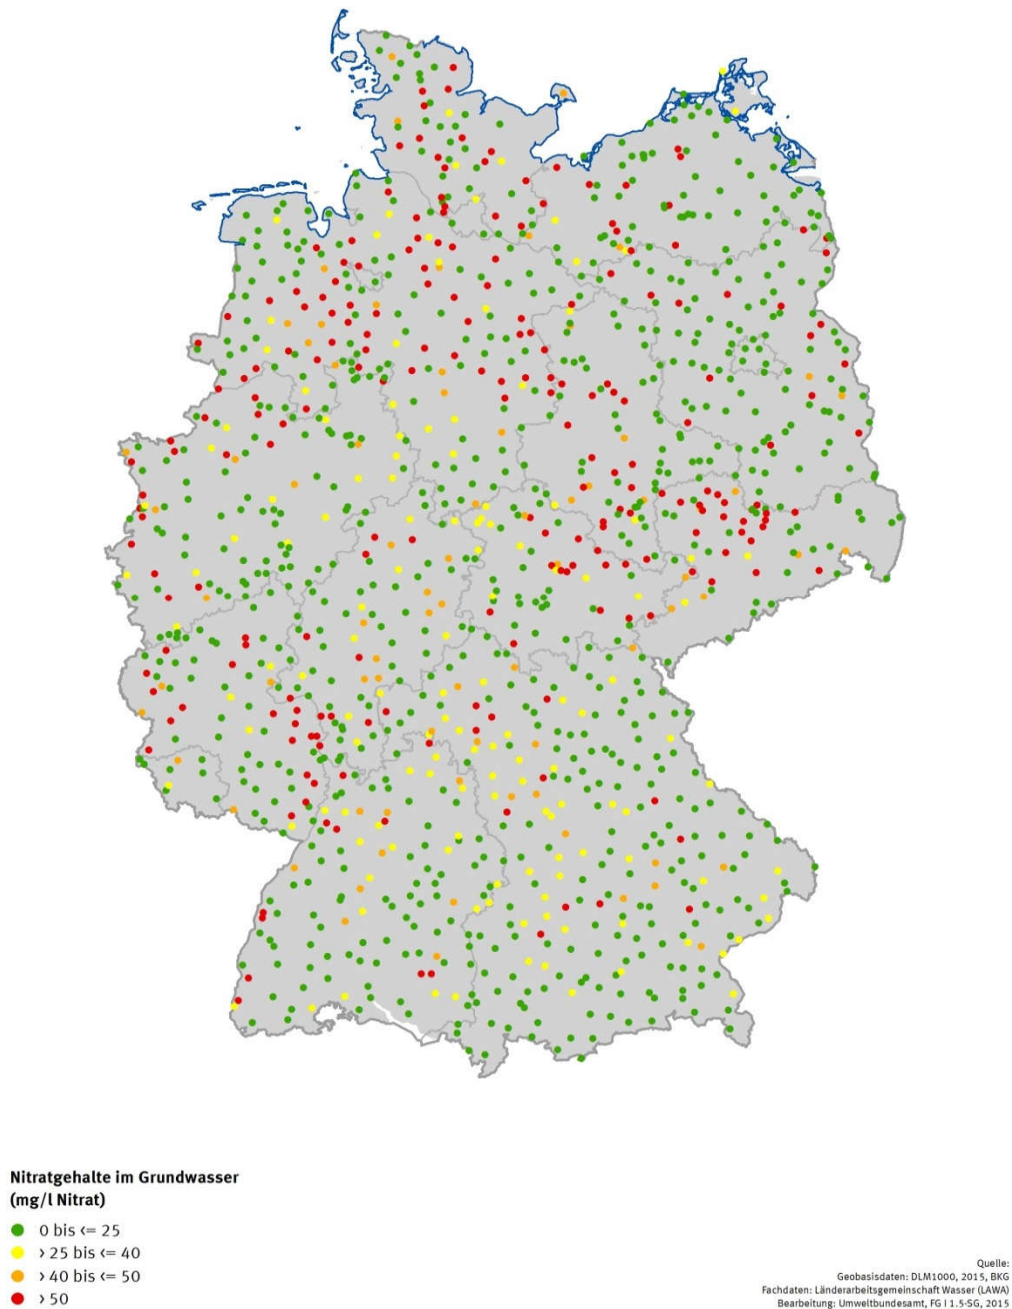 Nitratgehalte im Grundwasser
(mg/l Nitrat)
0 bis <= 25
> 25 bis <= 40
> 40 bis <= 50
> 50
Quelle:
Geobasisdaten: DLM1000, 2015, BKG
Fachdaten: Länderarbeitsgemeinschaft Wasser (LAWA)
Bearbeitung: Umweltbundesamt, FG I 1.5-SG, 2015